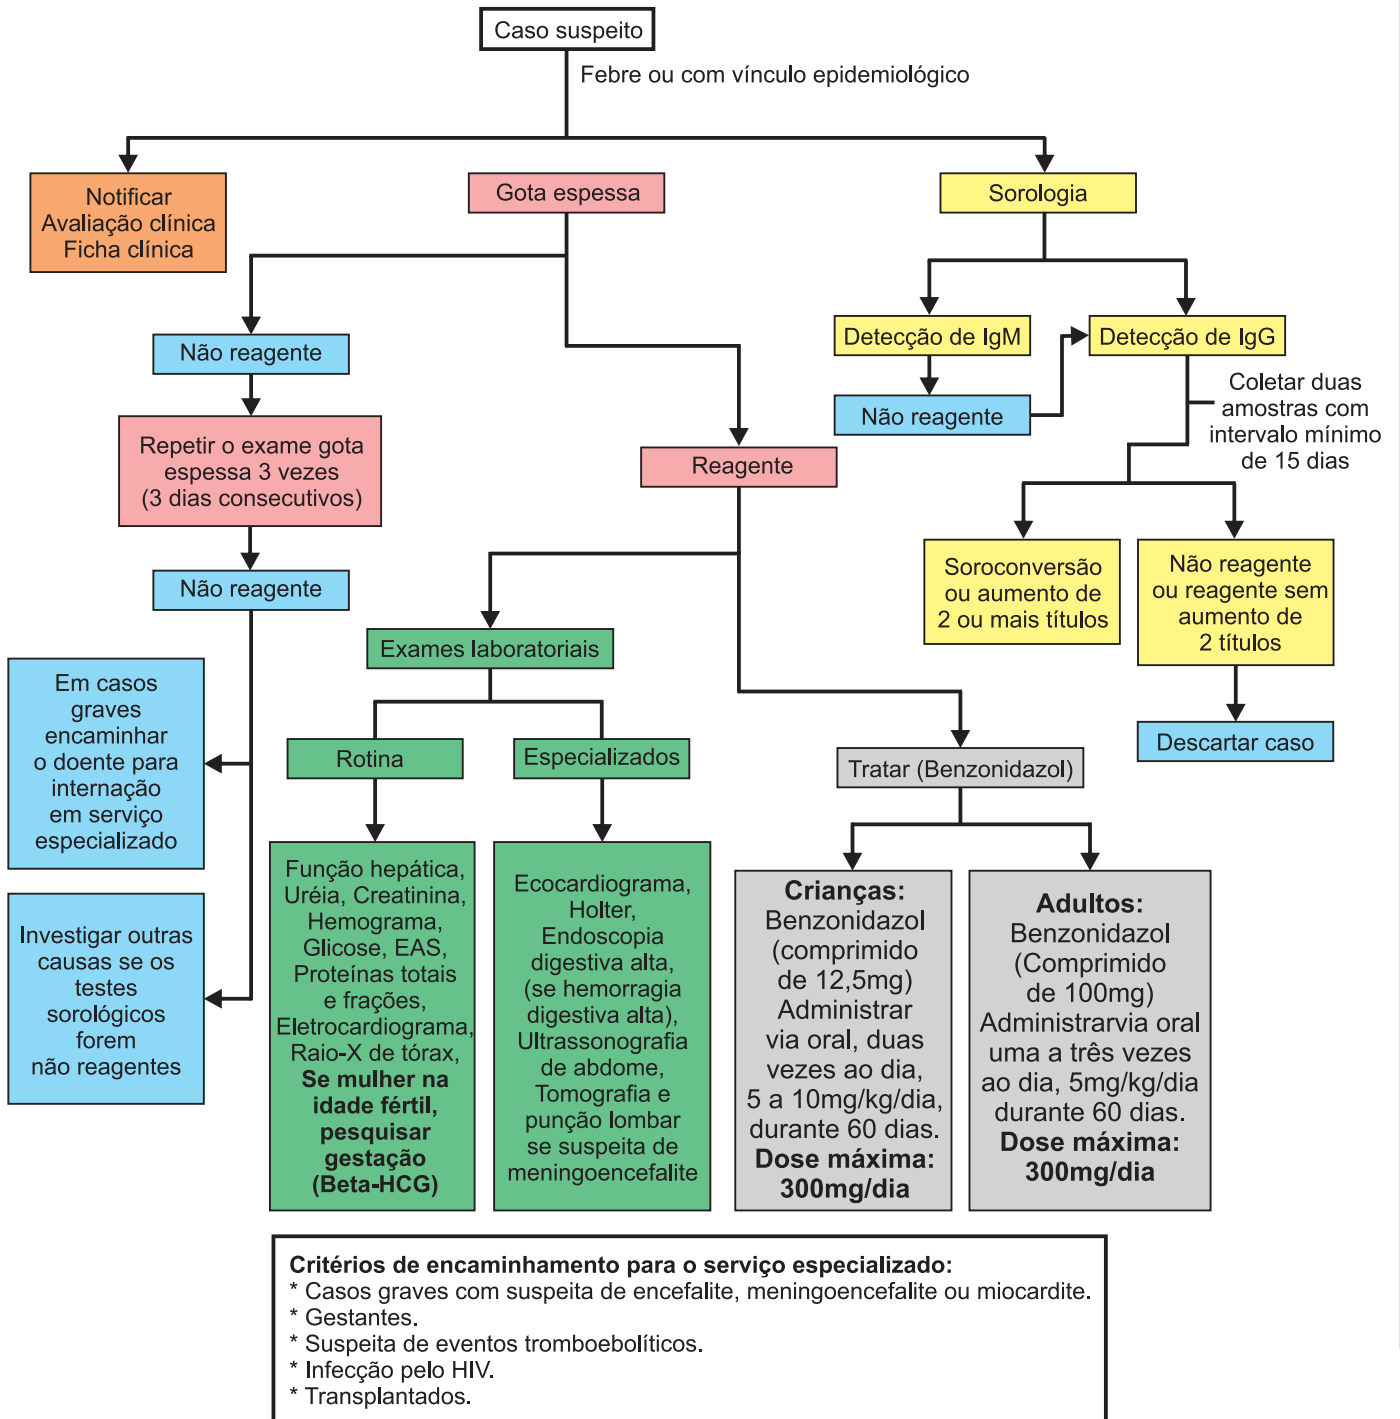 Caso suspeito
Febre ou com vínculo epidemiológico
Notificar
Avaliação clínica
Ficha clínica
Gota espessa
Sorologia
Não reagente
Repetir o exame gota
espessa 3 vezes
(3 dias consecutivos)
Não reagente
Em casos
graves
encaminhar
o doente para
internação
em serviço
especializado
Investigar outras
causas se os
testes
sorológicos
forem
não reagentes
Reagente
Exames laboratoriais
Rotina
Especializados
Função hepática,
Uréia, Creatinina,
Hemograma,
Glicose, EAS,
Proteínas totais
e frações,
Eletrocardiograma,
Raio-X de tórax,
Se mulher na
idade fértil,
pesquisar
gestação
(Beta-HCG)
Ecocardiograma,
Holter,
Endoscopia
digestiva alta,
(se hemorragia
digestiva alta),
Ultrassonografia
de abdome,
Tomografia e
punção lombar
se suspeita de
meningoencefalite
Tratar (Benzonidazol)
Crianças:
Benzonidazol
(comprimido
de 12,5mg)
Administrar
via oral, duas
vezes ao dia,
5 a 10mg/kg/dia,
durante 60 dias.
Dose máxima:
300mg/dia
Adultos:
Benzonidazol
(Comprimido
de 100mg)
Administrarvia oral
uma a três vezes
ao dia, 5mg/kg/dia
durante 60 dias.
Dose máxima:
300mg/dia
Detecção de IgM
Não reagente
Detecção de IgG
Coletar duas
amostras com
intervalo mínimo
de 15 dias
Soroconversão
ou aumento de
2 ou mais títulos
Não reagente
ou reagente sem
aumento de
2 títulos
Descartar caso
Critérios de encaminhamento para o serviço especializado:
* Casos graves com suspeita de encefalite, meningoencefalite ou miocardite.
* Gestantes.
* Suspeita de eventos tromboebolíticos.
* Infecção pelo HIV.
* Transplantados.